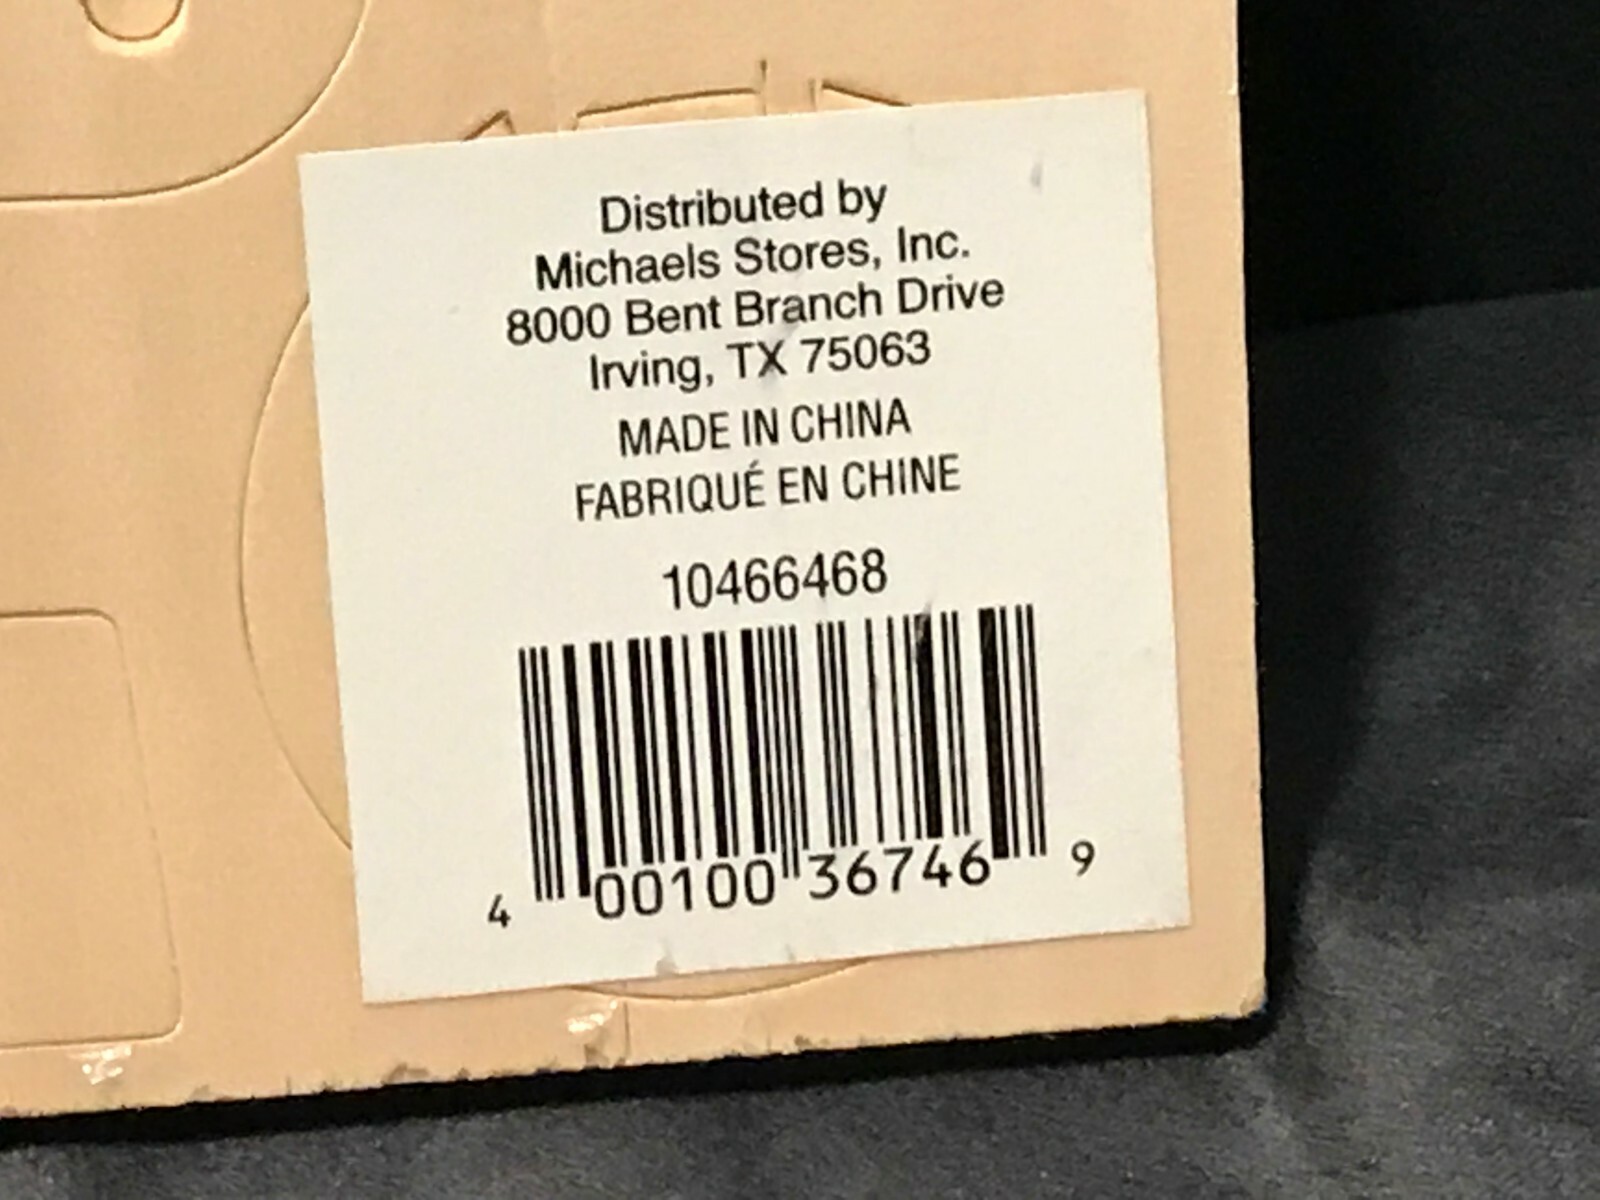 Distributed by
Michaels Stores, Inc.
8000 Bent Branch Drive
Irving, TX 75063
MADE IN CHINA
FABRIQUÉ EN CHINE
10466468
4 00100 36746 9